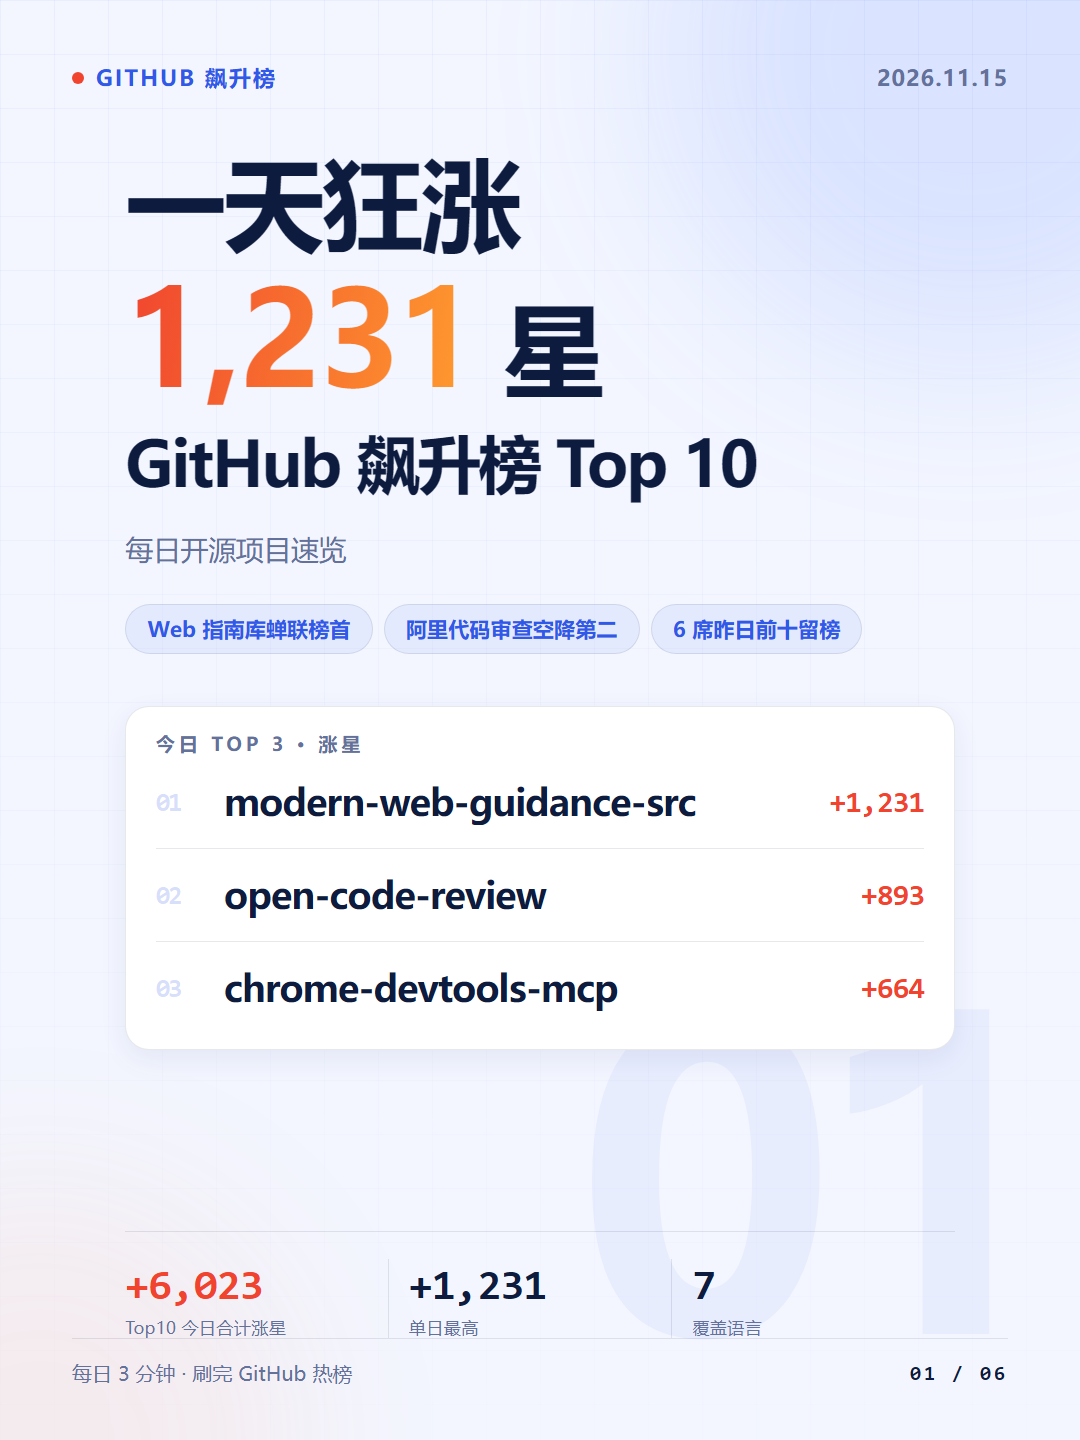 GITHUB 飙升榜
2026.11.15
一天狂涨
1,231 星
GitHub 飙升榜 Top 10
每日开源项目速览
Web 指南库蝉联榜首
阿里代码审查空降第二
6 席昨日前十留榜
今日 TOP 3 • 涨星
01 modern-web-guidance-src +1,231
02 open-code-review +893
03 chrome-devtools-mcp +664
01
+6,023
Top10 今日合计涨星
+1,231
单日最高
7
覆盖语言
每日 3 分钟 · 刷完 GitHub 热榜
01 / 06